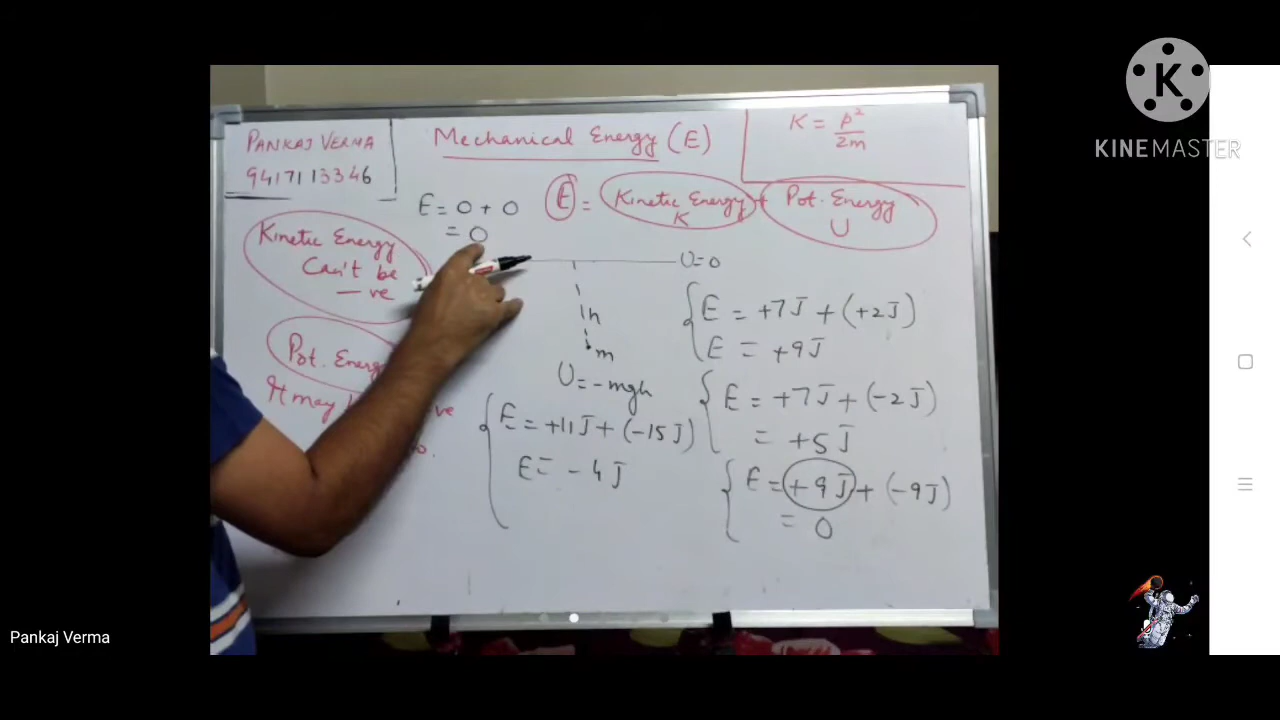 PANKAJ VERMA
9417113346
Mechanical Energy (E)
K = p²/2m
E = Kinetic Energy K + Pot. Energy U
E = 0 + 0
= 0
Kinetic Energy
Can't be
-ve
U=0
h
m
U = -mgh
Pot. Energy
It may
ve
E = +7J + (+2J)
E = +9J
E = +7J + (-2J)
= +5J
E = +9J + (-9J)
= 0
E = +11J + (-15J)
E = -4J
K
KINEMASTER
Pankaj Verma